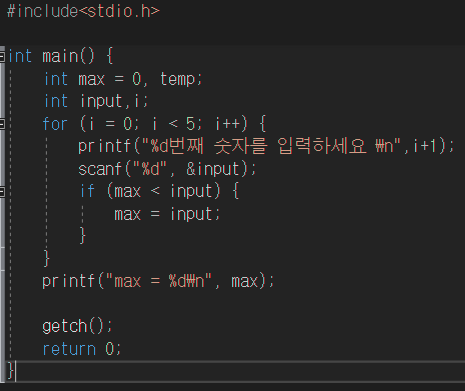 #include<stdio.h>
int main() {
int max = 0, temp;
int input,i;
for (i = 0; i < 5; i++) {
printf("%d번째 숫자를 입력하세요 ₩n",i+1);
scanf("%d", &input);
if (max < input) {
max = input;
}
}
printf("max = %d₩n", max);
getch();
return 0;
}